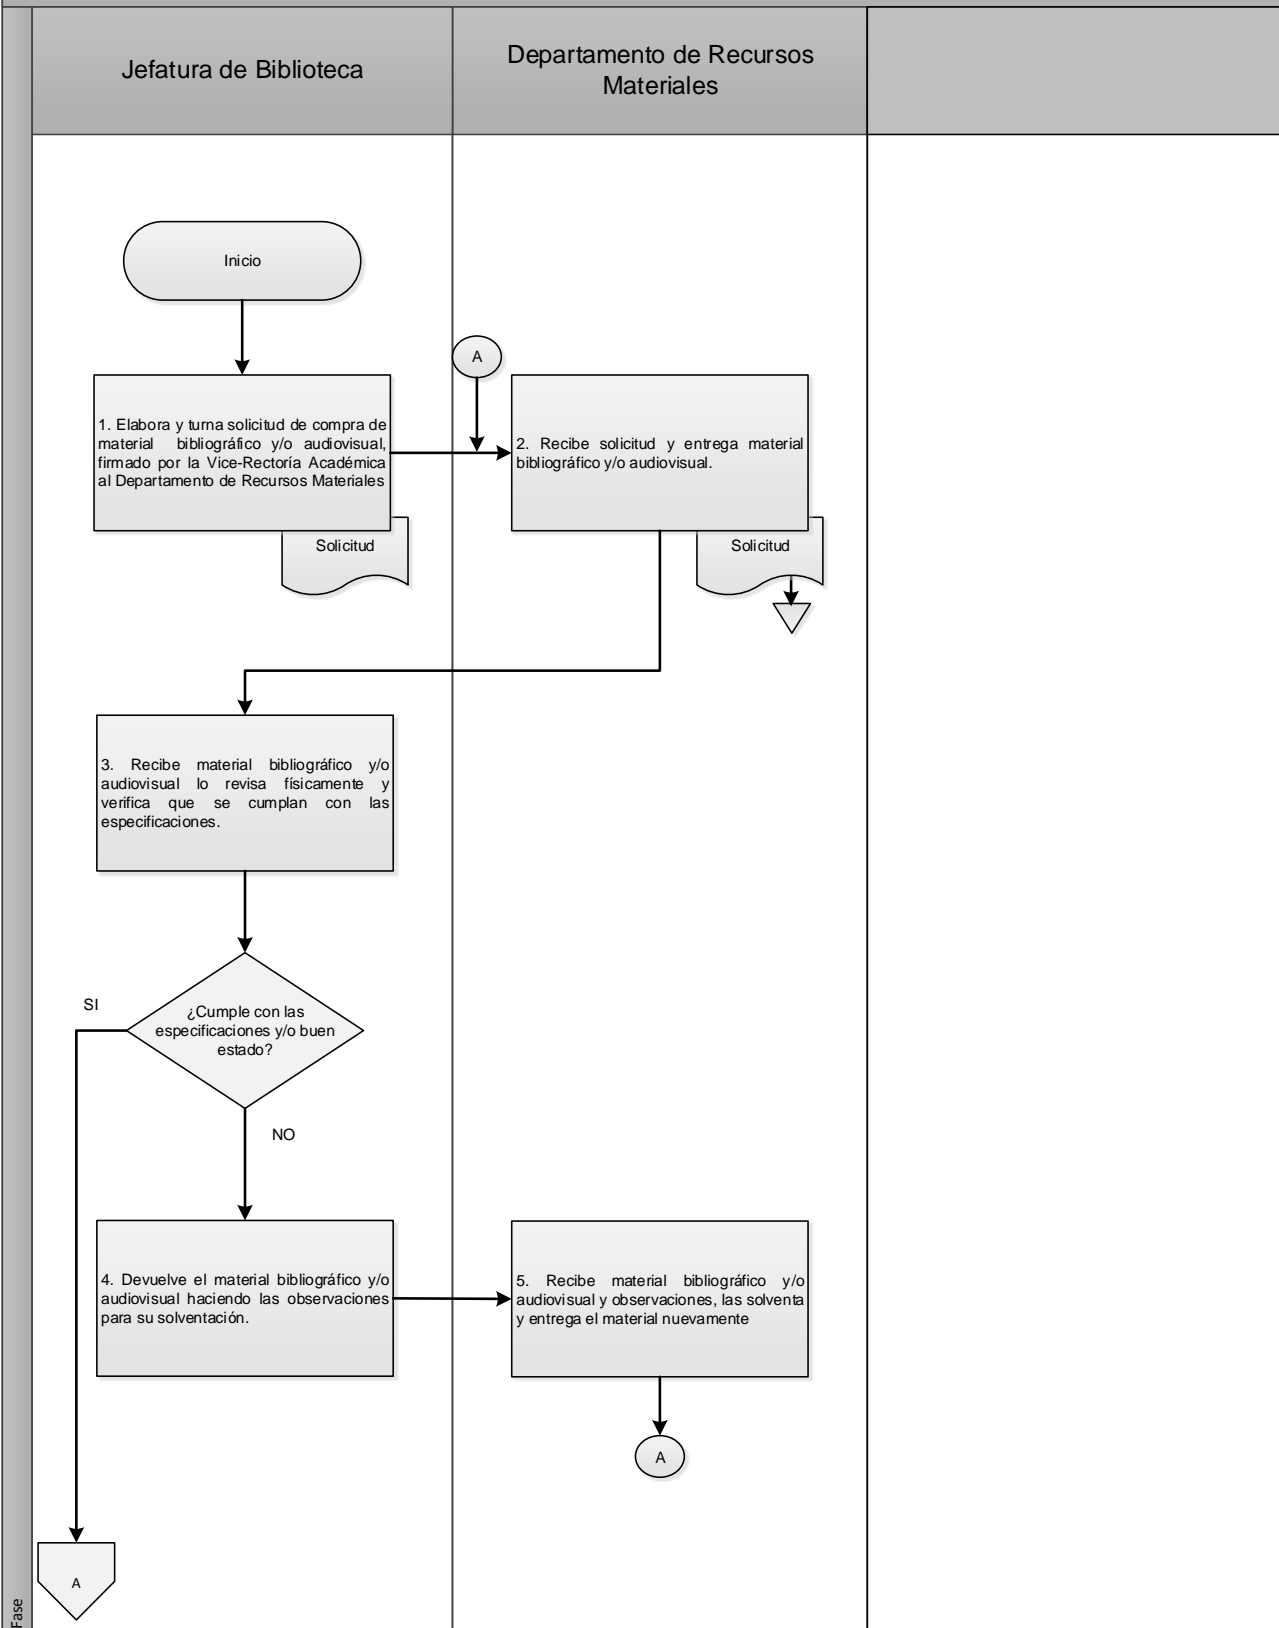 Jefatura de Biblioteca
Departamento de Recursos
Materiales
Inicio
A
1. Elabora y turna solicitud de compra de
material bibliográfico y/o audiovisual,
firmado por la Vice-Rectoría Académica
al Departamento de Recursos Materiales
Solicitud
2. Recibe solicitud y entrega material
bibliográfico y/o audiovisual.
Solicitud
3. Recibe material bibliográfico y/o
audiovisual lo revisa físicamente y
verifica que se cumplan con las
especificaciones.
SI
¿Cumple con las
especificaciones y/o buen
estado?
NO
4. Devuelve el material bibliográfico y/o
audiovisual haciendo las observaciones
para su solventación.
5. Recibe material bibliográfico y/o
audiovisual y observaciones, las solventa
y entrega el material nuevamente
A
A
Fase